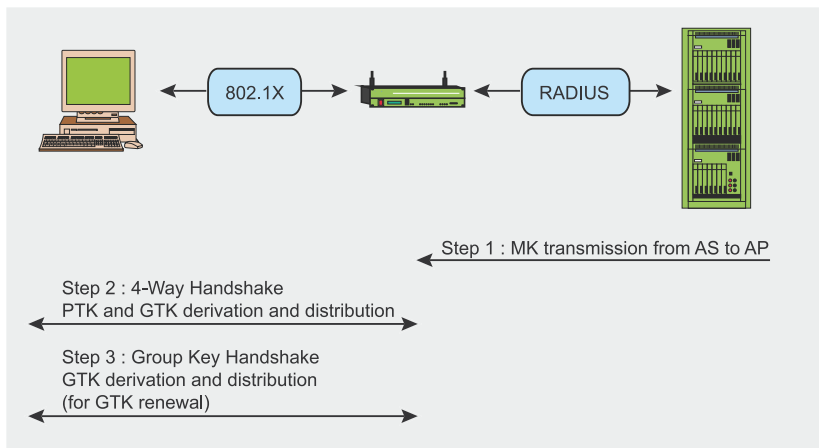 802.1X
RADIUS
Step 1 : MK transmission from AS to AP
Step 2 : 4-Way Handshake
PTK and GTK derivation and distribution
Step 3 : Group Key Handshake
GTK derivation and distribution
(for GTK renewal)